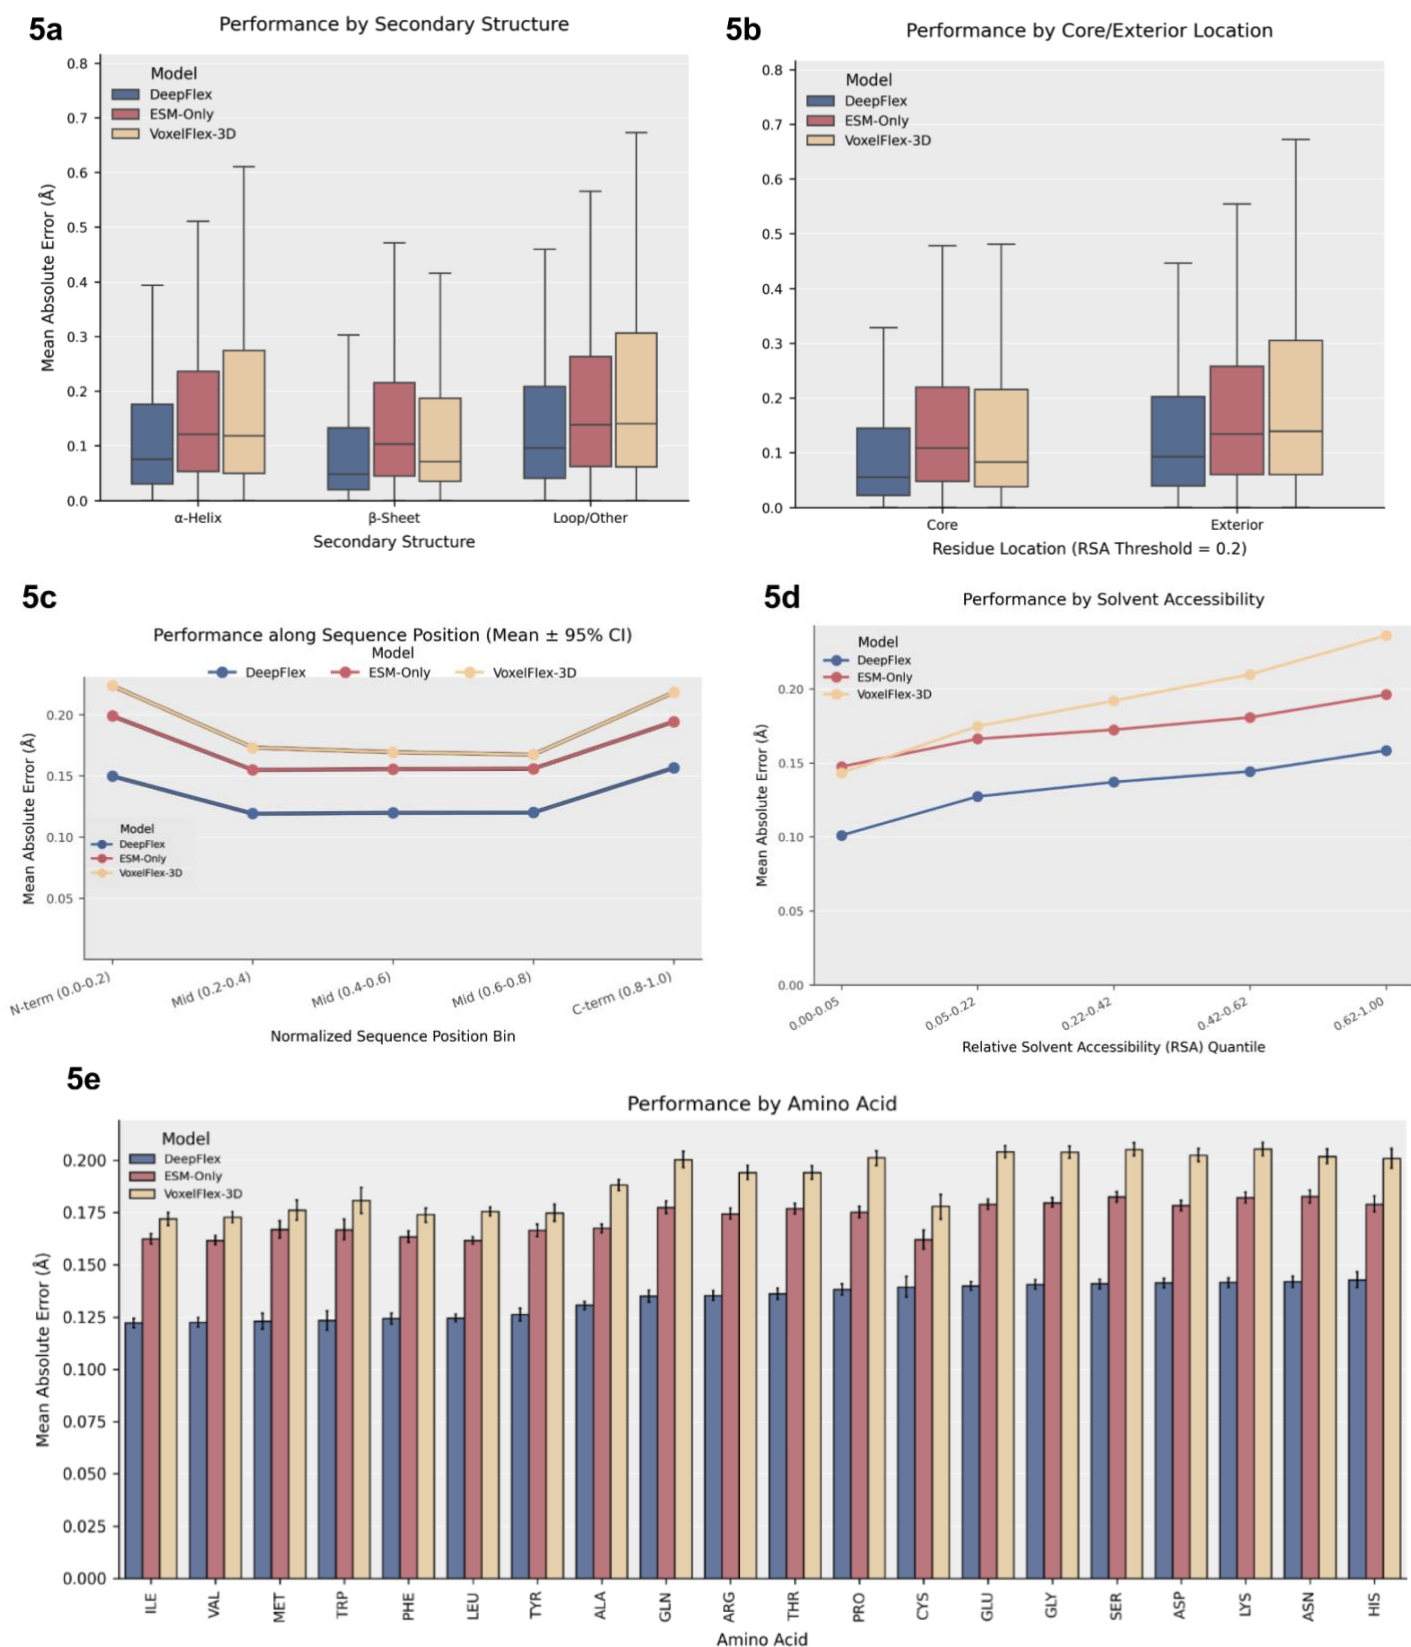 5a
Performance by Secondary Structure
Model
DeepFlex
ESM-Only
VoxelFlex-3D
Mean Absolute Error (Å)
0.8
0.7
0.6
0.5
0.4
0.3
0.2
0.1
0.0
α-Helix
β-Sheet
Loop/Other
Secondary Structure
5b
Performance by Core/Exterior Location
Model
DeepFlex
ESM-Only
VoxelFlex-3D
0.8
0.7
0.6
0.5
0.4
0.3
0.2
0.1
0.0
Core
Exterior
Residue Location (RSA Threshold = 0.2)
5c
Performance along Sequence Position (Mean ± 95% CI)
Model
DeepFlex
ESM-Only
VoxelFlex-3D
Mean Absolute Error (Å)
0.20
0.15
0.10
0.05
Model
DeepFlex
ESM-Only
VoxelFlex-3D
N-term (0.0-0.2)
Mid (0.2-0.4)
Mid (0.4-0.6)
Mid (0.6-0.8)
C-term (0.8-1.0)
Normalized Sequence Position Bin
5d
Performance by Solvent Accessibility
Model
DeepFlex
ESM-Only
VoxelFlex-3D
Mean Absolute Error (Å)
0.20
0.15
0.10
0.05
0.00
0.00-0.05
0.05-0.22
0.22-0.42
0.42-0.62
0.62-1.00
Relative Solvent Accessibility (RSA) Quantile
5e
Performance by Amino Acid
Model
DeepFlex
ESM-Only
VoxelFlex-3D
Mean Absolute Error (Å)
0.200
0.175
0.150
0.125
0.100
0.075
0.050
0.025
0.000
ILE
VAL
MET
TRP
PHE
LEU
TYR
ALA
GLN
ARG
THR
PRO
CYS
GLU
GLY
SER
ASP
LYS
ASN
HIS
Amino Acid